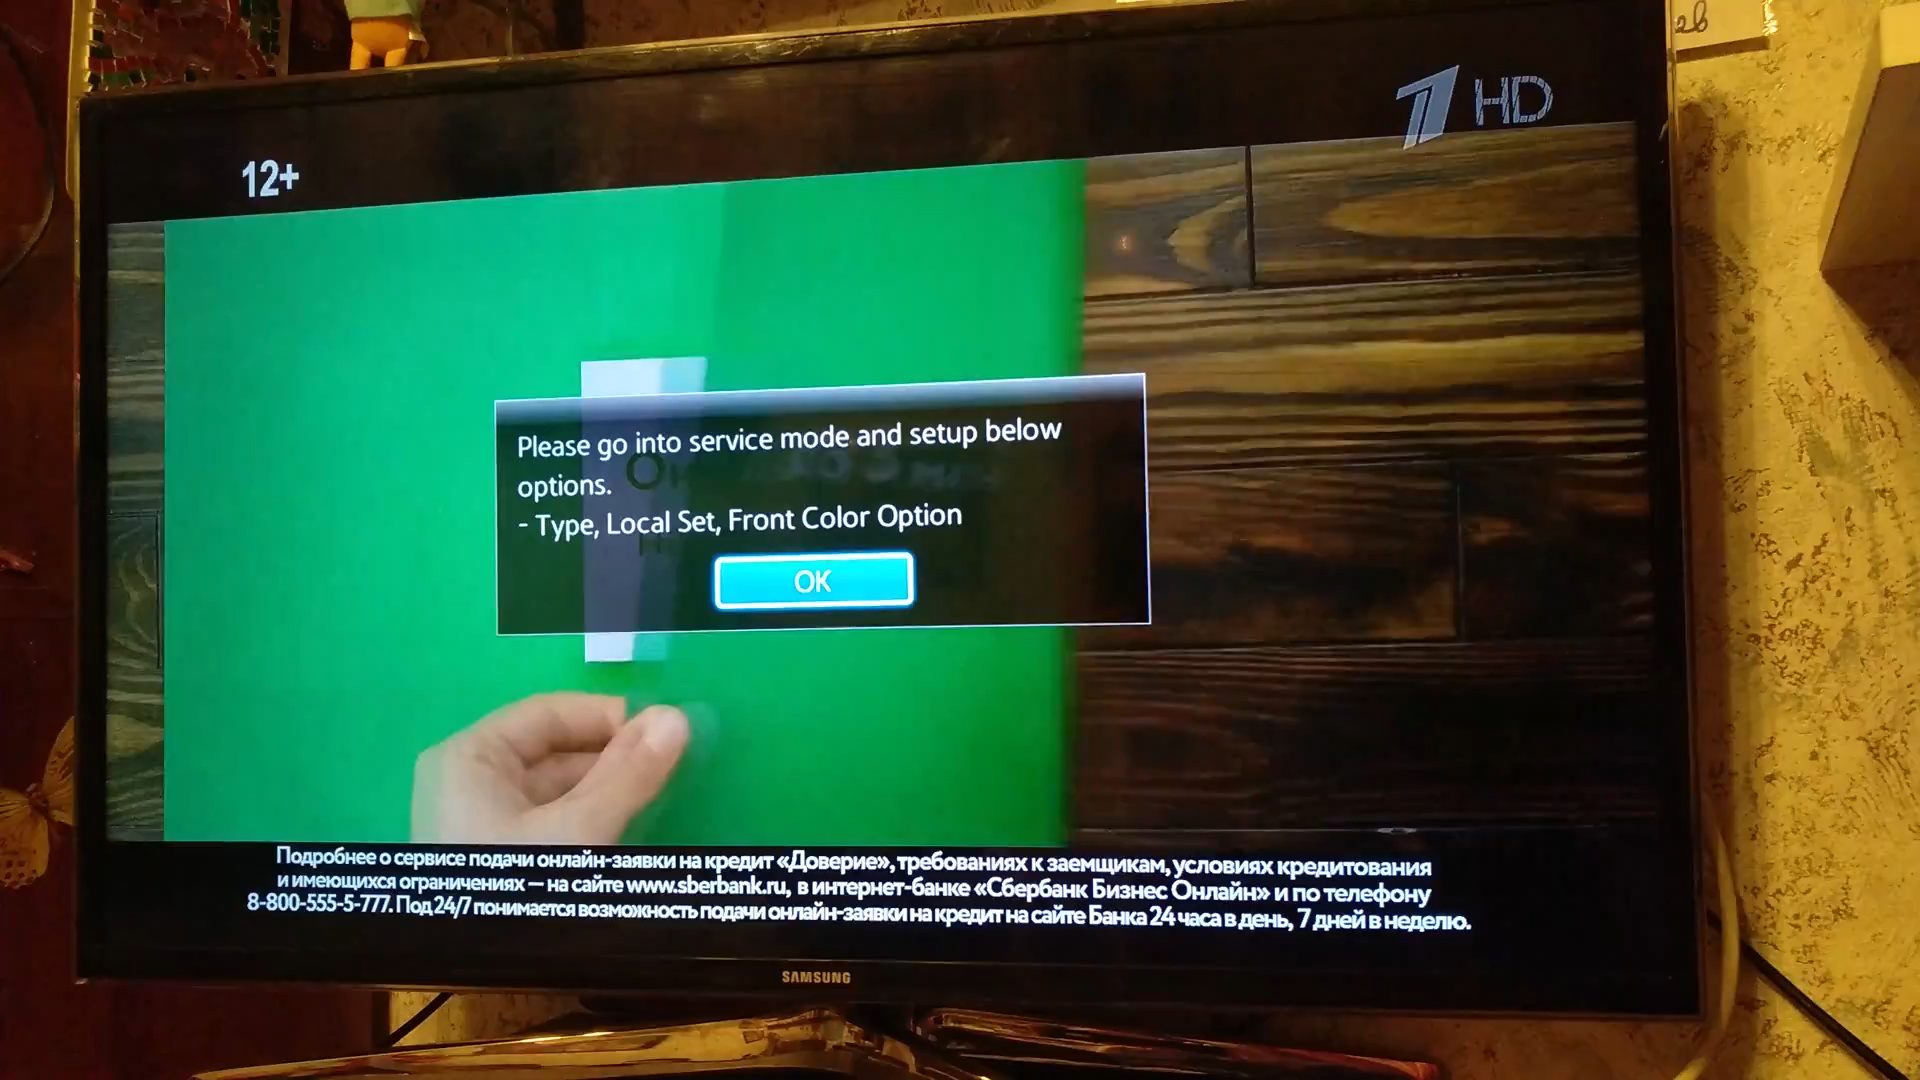 ев
HD
12+
Please go into service mode and setup below
options.
- Type, Local Set, Front Color Option
OK
Подробнее о сервисе подачи онлайн-заявки на кредит «Доверие», требованиях к заемщикам, условиях кредитования
и имеющихся ограничениях — на сайте www.sberbank.ru, в интернет-банке «Сбербанк Бизнес Онлайн» и по телефону
8-800-555-5-777. Под 24/7 понимается возможность подачи онлайн-заявки на кредит на сайте Банка 24 часа в день, 7 дней в неделю.
SAMSUNG